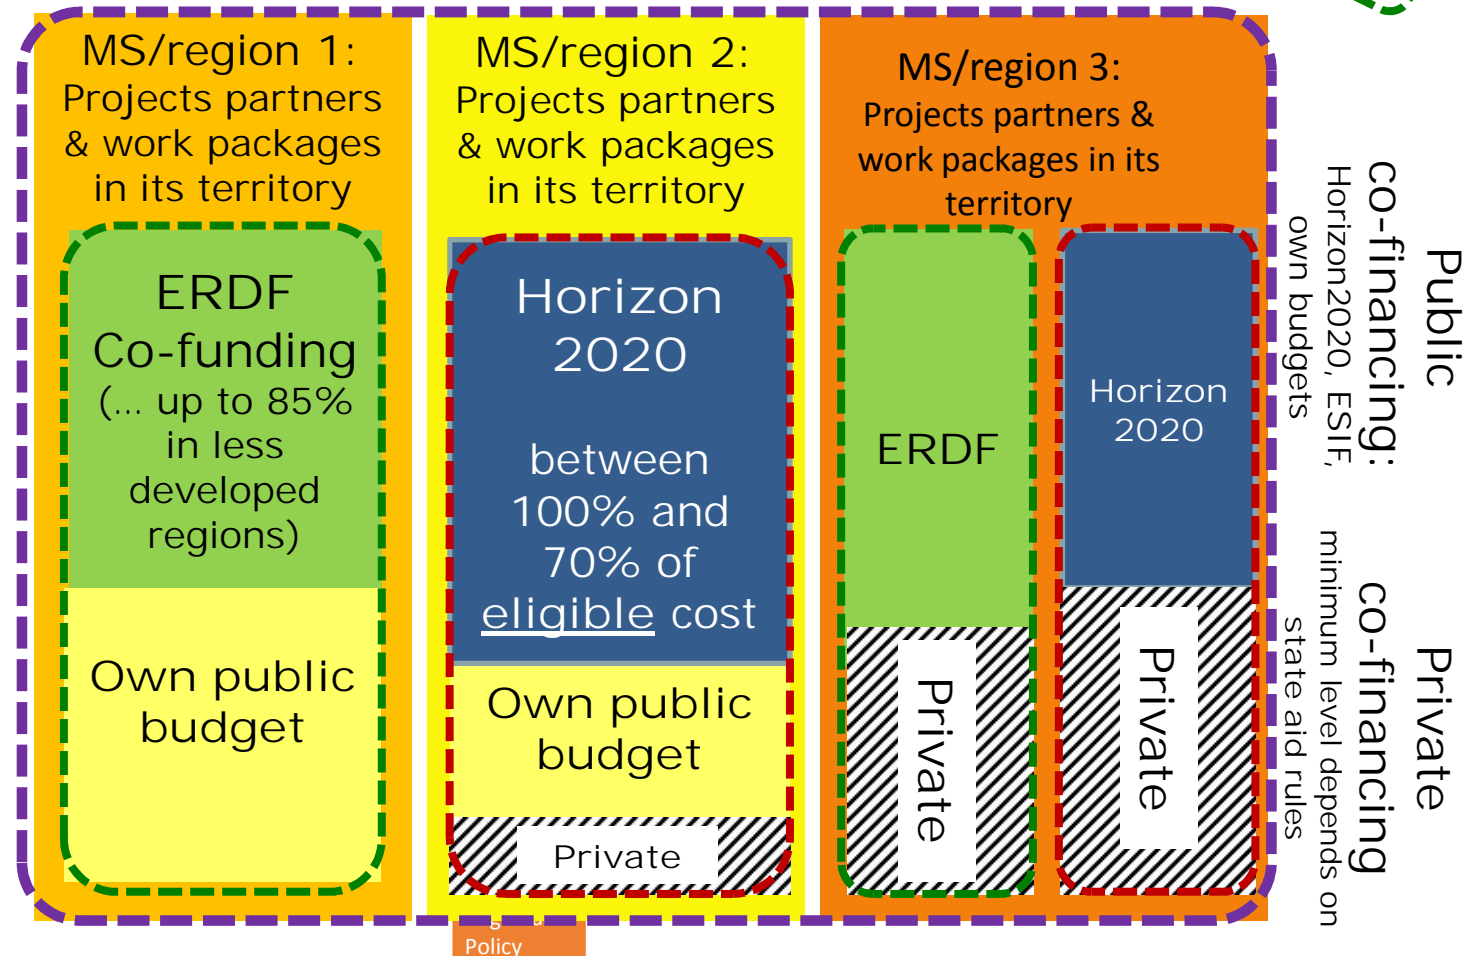 MS/region 1:
Projects partners
& work packages
in its territory
ERDF
Co-funding
(... up to 85%
in less
developed
regions)
Own public
budget
MS/region 2:
Projects partners
& work packages
in its territory
Horizon
2020
between
100% and
70% of
eligible cost
Own public
budget
Private
MS/region 3:
Projects partners &
work packages in its
territory
ERDF
Private
Horizon
2020
Private
Public
co-financing:
Horizon2020, ESIF,
own budgets
Private
co-financing
minimum level depends on
state aid rules
Policy